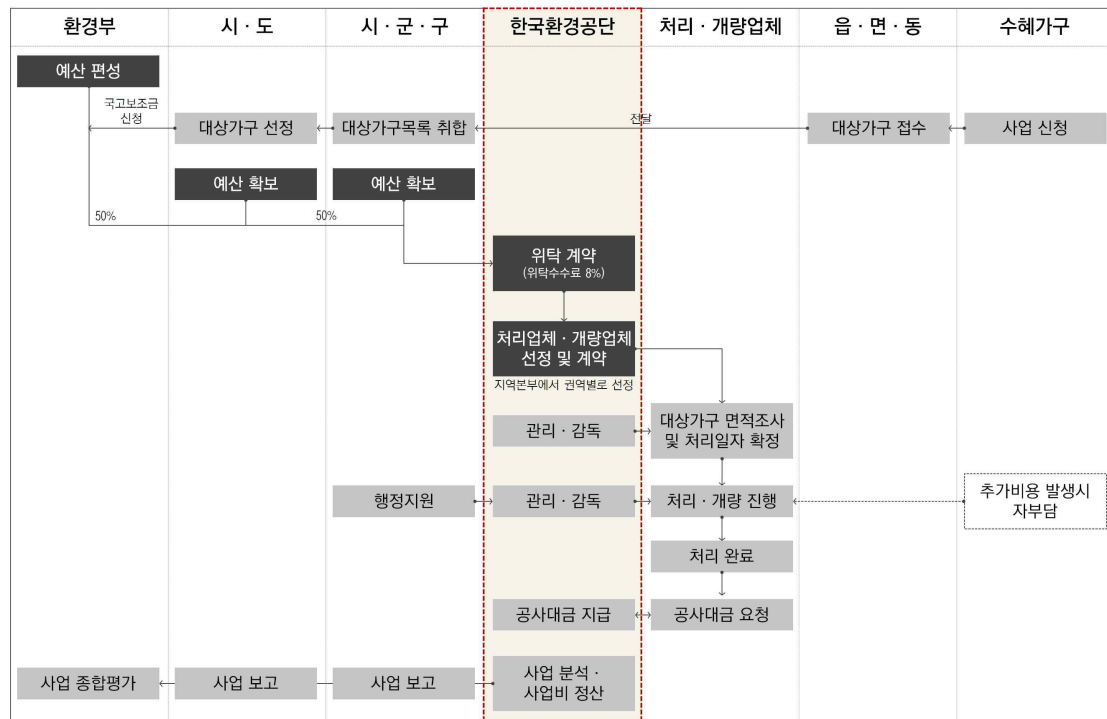 환경부
시 · 도
시 · 군 · 구
한국환경공단
처리 · 개량업체
읍 · 면 · 동
수혜가구
예산 편성
국고보조금
신청
대상가구 선정
대상가구목록 취합
전달
대상가구 접수
사업 신청
예산 확보
예산 확보
50%
50%
위탁 계약
(위탁수수료 8%)
처리업체 · 개량업체
선정 및 계약
지역본부에서 권역별로 선정
관리 · 감독
대상가구 면적조사
및 처리일자 확정
행정지원
관리 · 감독
처리 · 개량 진행
추가비용 발생시
자부담
처리 완료
공사대금 지급
공사대금 요청
사업 종합평가
사업 보고
사업 보고
사업 분석 ·
사업비 정산